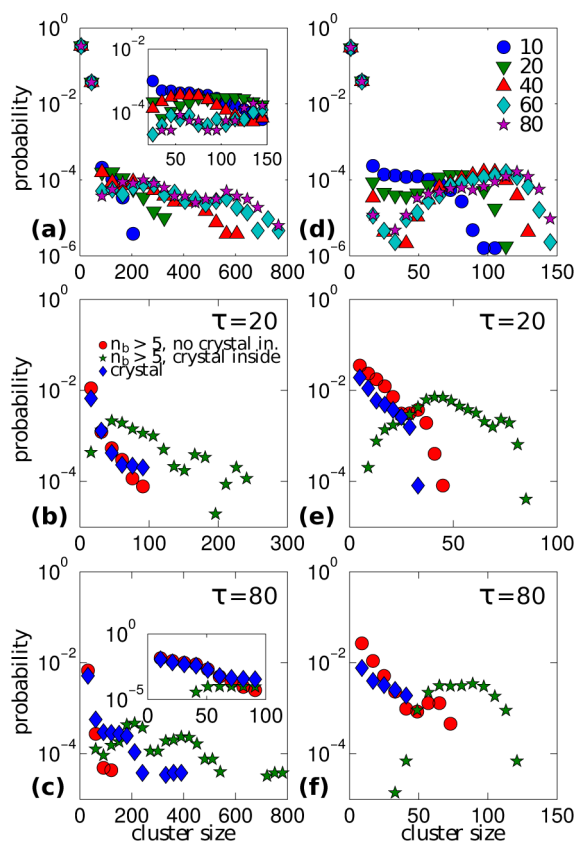 10⁰
10⁻²
10⁻⁴
10⁻⁶
probability
(a)
0 200 400 600 800
10⁻²
10⁻⁴
50 100 150
10⁰
10⁻²
10⁻⁴
10⁻⁶
(d)
10
20
40
60
80
0 50 100 150
10⁰
10⁻²
10⁻⁴
probability
(b)
τ=20
n_b > 5, no crystal in.
n_b > 5, crystal inside
crystal
0 100 200 300
10⁰
10⁻²
10⁻⁴
(e)
τ=20
0 50 100
10⁰
10⁻²
10⁻⁴
probability
(c)
τ=80
10⁰
10⁻⁵
0 50 100
0 200 400 600 800
cluster size
10⁰
10⁻²
10⁻⁴
(f)
τ=80
0 50 100 150
cluster size